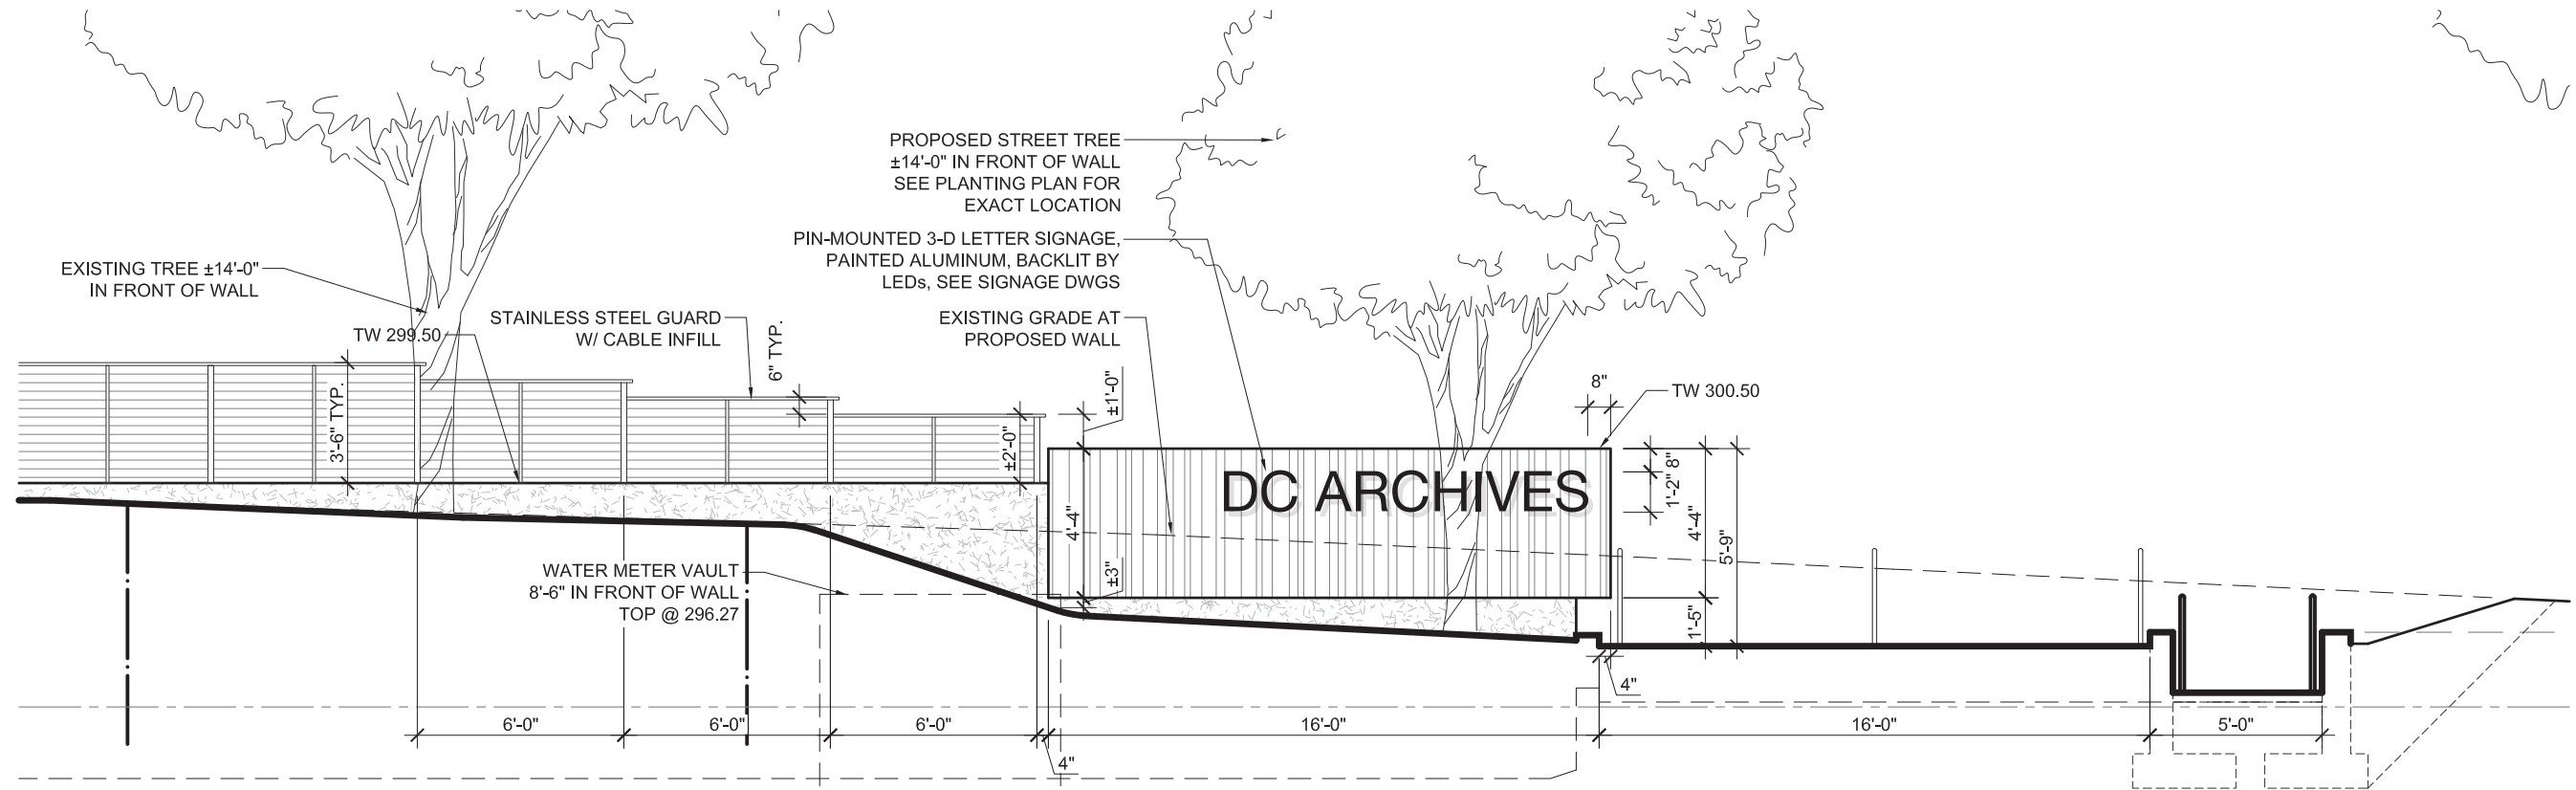 PROPOSED STREET TREE
±14'-0" IN FRONT OF WALL
SEE PLANTING PLAN FOR
EXACT LOCATION
PIN-MOUNTED 3-D LETTER SIGNAGE,
PAINTED ALUMINUM, BACKLIT BY
LEDs, SEE SIGNAGE DWGS
EXISTING TREE ±14'-0"
IN FRONT OF WALL
STAINLESS STEEL GUARD
W/ CABLE INFILL
EXISTING GRADE AT
PROPOSED WALL
TW 299.50
6" TYP.
3'-6" TYP.
±1'-0"
±2'-0"
8"
TW 300.50
DC ARCHIVES
4'-4"
±3"
8"
1'-2"
4'-4"
5'-9"
1'-5"
WATER METER VAULT
8'-6" IN FRONT OF WALL
TOP @ 296.27
4"
6'-0"
6'-0"
6'-0"
16'-0"
16'-0"
5'-0"
4"